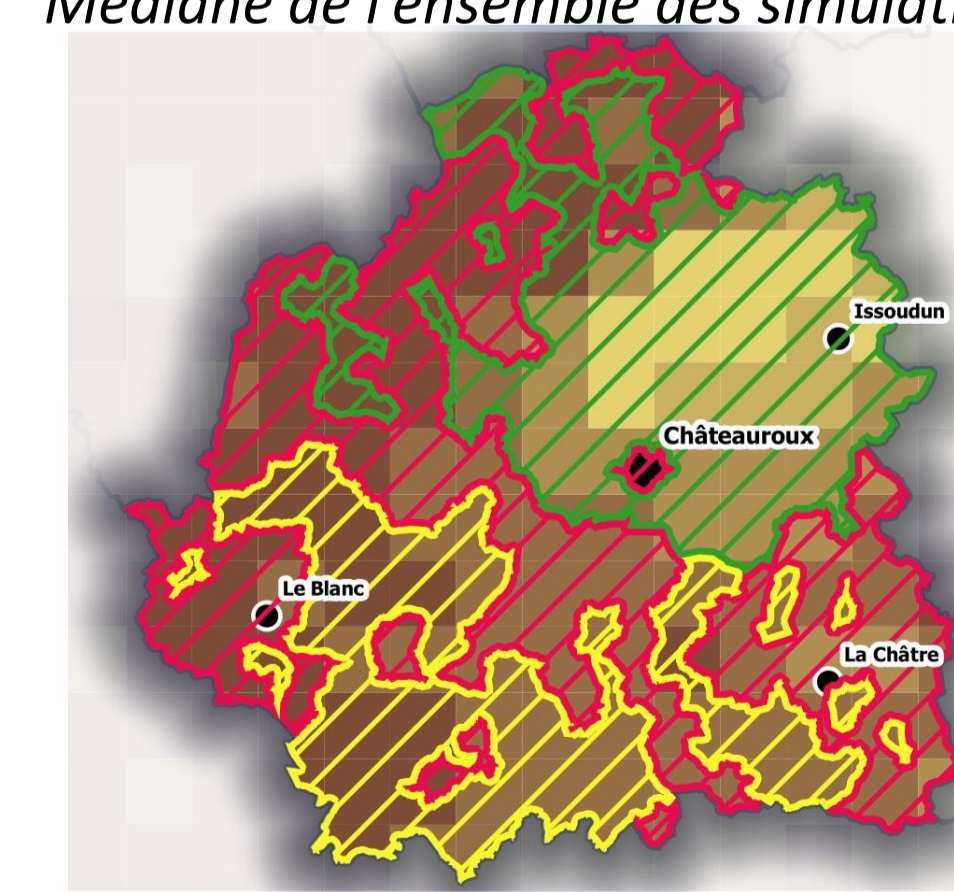 Médiane de l'ensemble des
Issoudun
Châteauroux
Le Blanc
La Châtre